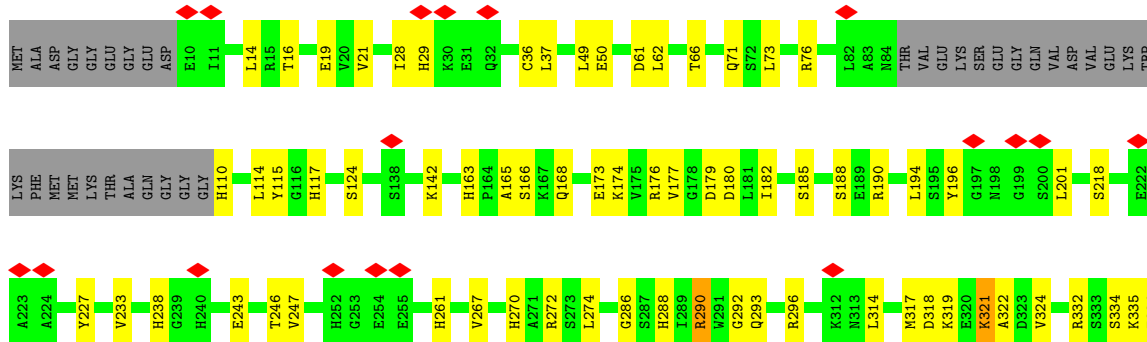 MET ALA ASP GLY GLY GLU GLY GLU ASP E10 I11 L14 R15 T16 E19 V20 V21 I28 H29 K30 E31 Q32 C36 L37 L49 E50 D61 L62 T66 Q71 S72 L73 R76 L82 A83 N84 THR VAL GLU LYS SER GLU GLY GLN VAL ASP VAL GLU LYS TRP
LYS PHE MET MET LYS THR ALA GLN GLY GLY GLY H110 L114 Y115 G116 H117 S124 S138 K142 H163 P164 A165 S166 K167 Q168 E173 K174 V175 R176 V177 G178 D179 D180 L181 I182 S185 S188 E189 R190 L194 S195 Y196 G197 N198 G199 S200 L201 S218 E222
A223 A224 Y227 V233 H238 G239 H240 E243 T246 V247 H252 G253 E254 E255 H261 V267 H270 A271 R272 S273 L274 G286 S287 H288 I289 R290 W291 G292 Q293 R296 K312 N313 L314 M317 D318 K319 E320 K321 A322 D323 V324 R332 S333 S334 K335